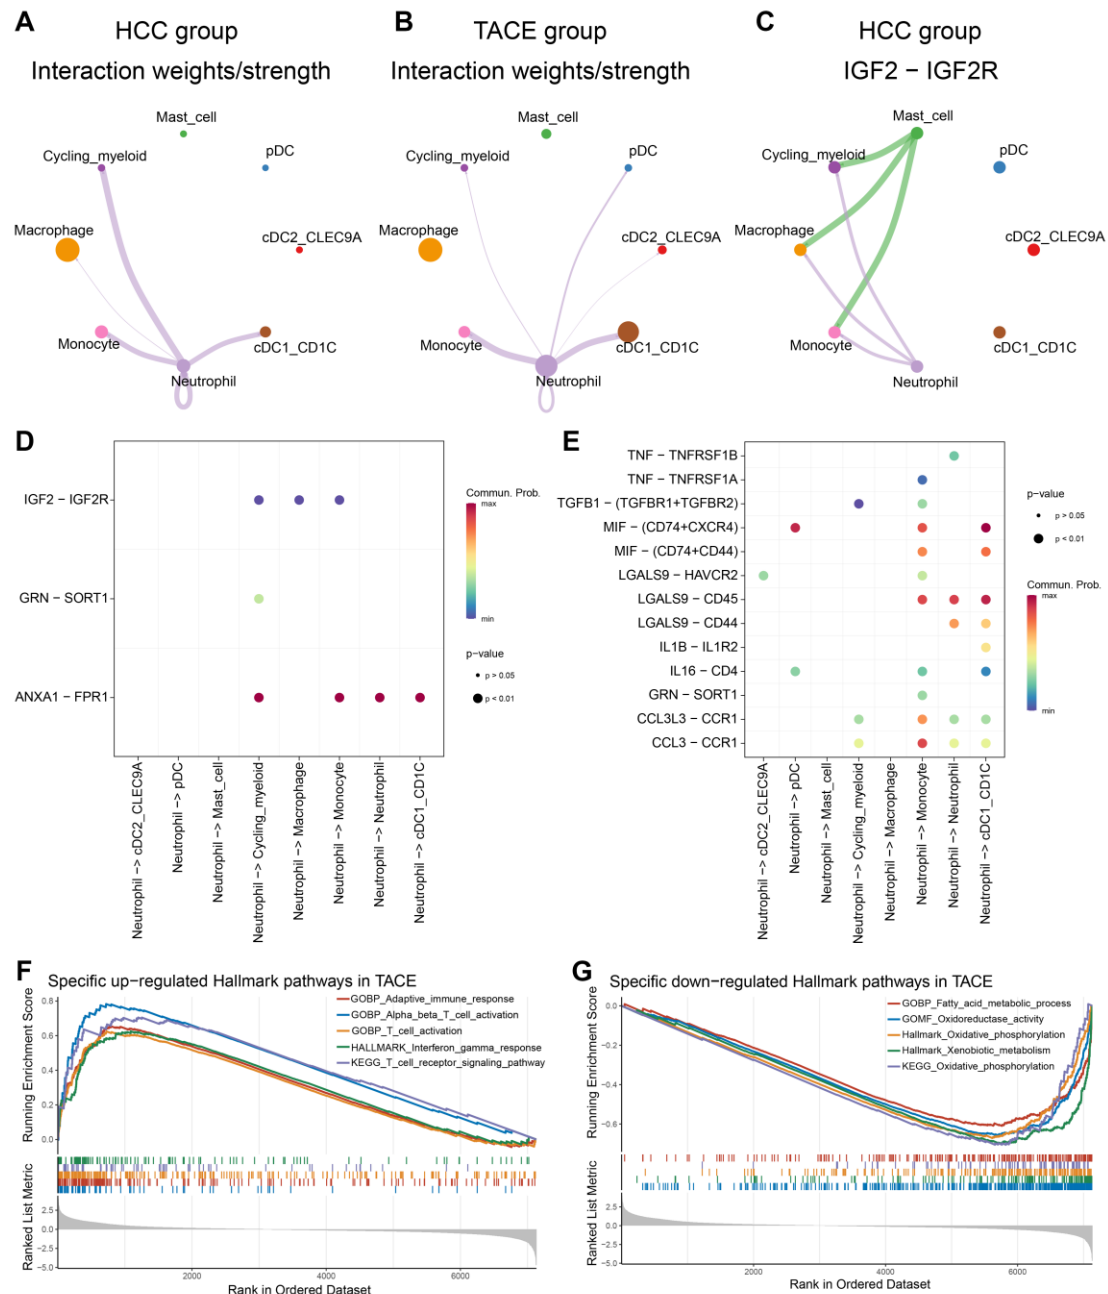 A
HCC group
Interaction weights/strength
Mast_cell
Cycling_myeloid
pDC
Macrophage
cDC2_CLEC9A
Monocyte
cDC1_CD1C
Neutrophil
B
TACE group
Interaction weights/strength
Mast_cell
Cycling_myeloid
pDC
Macrophage
cDC2_CLEC9A
Monocyte
cDC1_CD1C
Neutrophil
C
HCC group
IGF2 − IGF2R
Mast_cell
Cycling_myeloid
pDC
Macrophage
cDC2_CLEC9A
Monocyte
cDC1_CD1C
Neutrophil
D
IGF2 − IGF2R
GRN − SORT1
ANXA1 − FPR1
Neutrophil −> cDC2_CLEC9A
Neutrophil −> pDC
Neutrophil −> Mast_cell
Neutrophil −> Cycling_myeloid
Neutrophil −> Macrophage
Neutrophil −> Monocyte
Neutrophil −> Neutrophil
Neutrophil −> cDC1_CD1C
Commun. Prob.
max
min
p−value
p > 0.05
p < 0.01
E
TNF − TNFRSF1B
TNF − TNFRSF1A
TGFB1 − (TGFBR1+TGFBR2)
MIF − (CD74+CXCR4)
MIF − (CD74+CD44)
LGALS9 − HAVCR2
LGALS9 − CD45
LGALS9 − CD44
IL1B − IL1R2
IL16 − CD4
GRN − SORT1
CCL3L3 − CCR1
CCL3 − CCR1
Neutrophil −> cDC2_CLEC9A
Neutrophil −> pDC
Neutrophil −> Mast_cell
Neutrophil −> Cycling_myeloid
Neutrophil −> Macrophage
Neutrophil −> Monocyte
Neutrophil −> Neutrophil
Neutrophil −> cDC1_CD1C
p−value
p > 0.05
p < 0.01
Commun. Prob.
max
min
F
Specific up−regulated Hallmark pathways in TACE
Running Enrichment Score
0.8
0.6
0.4
0.2
0.0
GOBP_Adaptive_immune_response
GOBP_Alpha_beta_T_cell_activation
GOBP_T_cell_activation
HALLMARK_Interferon_gamma_response
KEGG_T_cell_receptor_signaling_pathway
Ranked List Metric
2.5
0.0
−2.5
−5.0
2000
4000
6000
Rank in Ordered Dataset
G
Specific down−regulated Hallmark pathways in TACE
Running Enrichment Score
0.0
−0.2
−0.4
−0.6
GOBP_Fatty_acid_metabolic_process
GOMF_Oxidoreductase_activity
Hallmark_Oxidative_phosphorylation
Hallmark_Xenobiotic_metabolism
KEGG_Oxidative_phosphorylation
Ranked List Metric
2.5
0.0
−2.5
−5.0
2000
4000
6000
Rank in Ordered Dataset